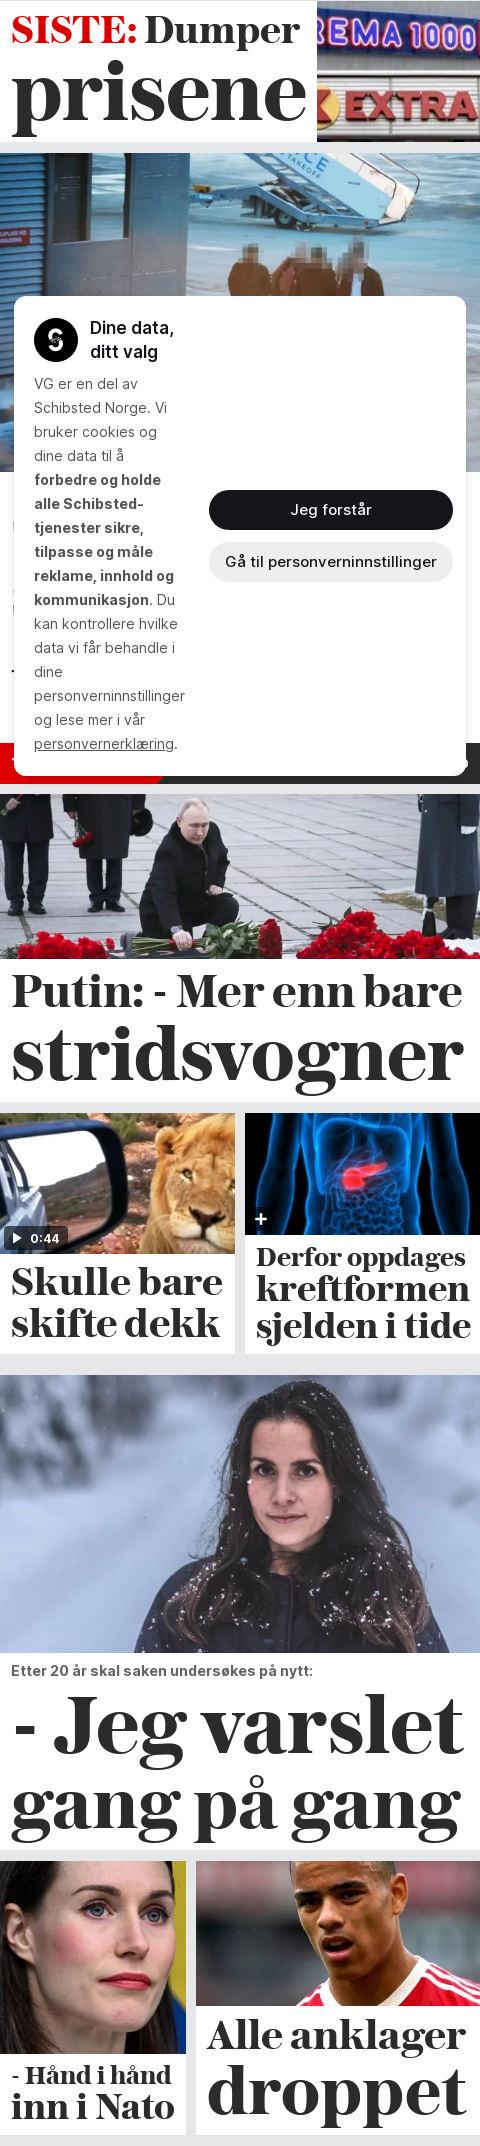 SISTE: Dumper
prisene
REMA 1000
EXTRA
Dine data,
ditt valg
VG er en del av
Schibsted Norge. Vi
bruker cookies og
dine data til å
forbedre og holde
alle Schibsted-
tjenester sikre,
tilpasse og måle
reklame, innhold og
kommunikasjon. Du
kan kontrollere hvilke
data vi får behandle i
dine
personverninnstillinger
og lese mer i vår
personvernerklæring.
Jeg forstår
Gå til personverninnstillinger
Putin: - Mer enn bare
stridsvogner
0:44
Skulle bare
skifte dekk
Derfor oppdages
kreftformen
sjelden i tide
Etter 20 år skal saken undersøkes på nytt:
- Jeg varslet
gang på gang
- Hånd i hånd
inn i Nato
Alle anklager
droppet